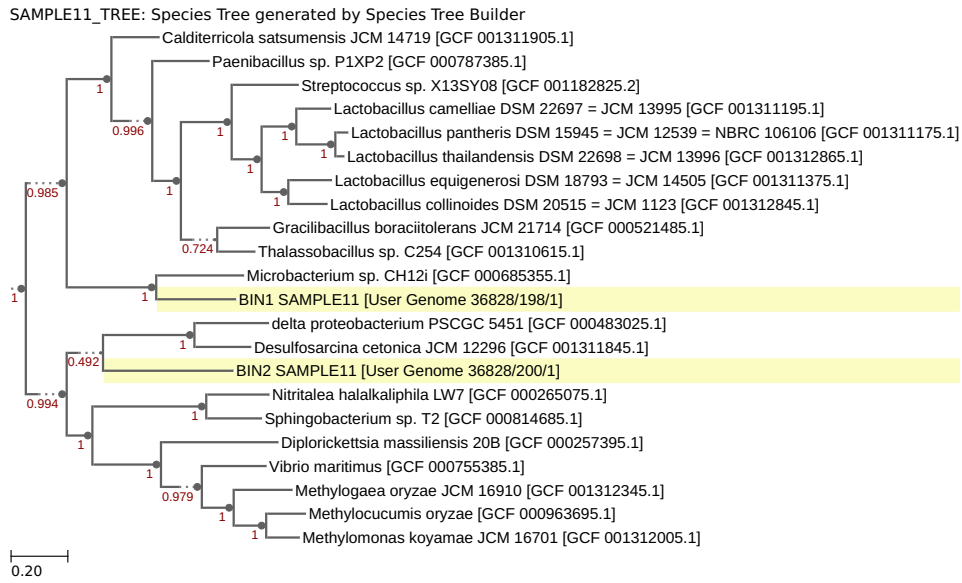 SAMPLE11_TREE: Species Tree generated by Species Tree Builder
Calditerricola satsumensis JCM 14719 [GCF 001311905.1]
Paenibacillus sp. P1XP2 [GCF 000787385.1]
1
Streptococcus sp. X13SY08 [GCF 001182825.2]
Lactobacillus camelliae DSM 22697 = JCM 13995 [GCF 001311195.1]
0.996
1
1
Lactobacillus pantheris DSM 15945 = JCM 12539 = NBRC 106106 [GCF 001311175.1]
1
Lactobacillus thailandensis DSM 22698 = JCM 13996 [GCF 001312865.1]
1
Lactobacillus equigenerosi DSM 18793 = JCM 14505 [GCF 001311375.1]
0.985
1
1
Lactobacillus collinoides DSM 20515 = JCM 1123 [GCF 001312845.1]
Gracilibacillus boraciitolerans JCM 21714 [GCF 000521485.1]
0.724
Thalassobacillus sp. C254 [GCF 001310615.1]
Microbacterium sp. CH12i [GCF 000685355.1]
1
1
BIN1 SAMPLE11 [User Genome 36828/198/1]
delta proteobacterium PSCGC 5451 [GCF 000483025.1]
1
Desulfosarcina cetonica JCM 12296 [GCF 001311845.1]
0.492
BIN2 SAMPLE11 [User Genome 36828/200/1]
Nitritalea halalkaliphila LW7 [GCF 000265075.1]
0.994
1
Sphingobacterium sp. T2 [GCF 000814685.1]
Diplorickettsia massiliensis 20B [GCF 000257395.1]
1
Vibrio maritimus [GCF 000755385.1]
1
Methylogaea oryzae JCM 16910 [GCF 001312345.1]
0.979
Methylocucumis oryzae [GCF 000963695.1]
1
Methylomonas koyamae JCM 16701 [GCF 001312005.1]
1
0.20